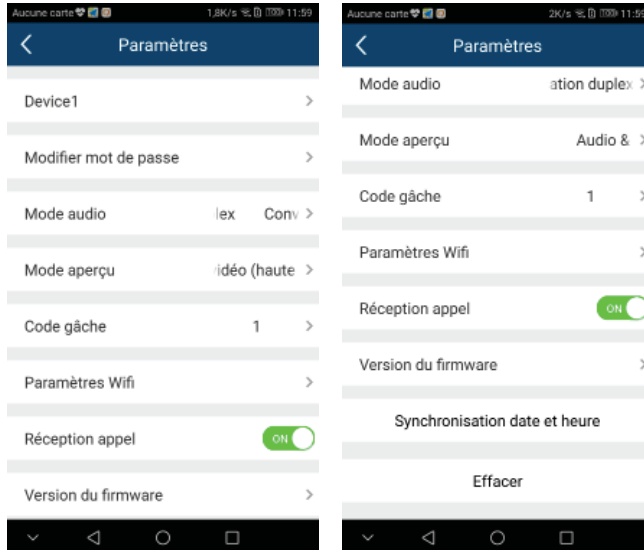 Aucune carte 1,8K/s 11:59
Paramètres
Device1
Modifier mot de passe
Mode audio lex Conv
Mode aperçu vidéo (haute
Code gâche 1
Paramètres Wifi
Réception appel ON
Version du firmware
Aucune carte 2K/s 11:59
Paramètres
Mode audio ation duplex
Mode aperçu Audio &
Code gâche 1
Paramètres Wifi
Réception appel ON
Version du firmware
Synchronisation date et heure
Effacer